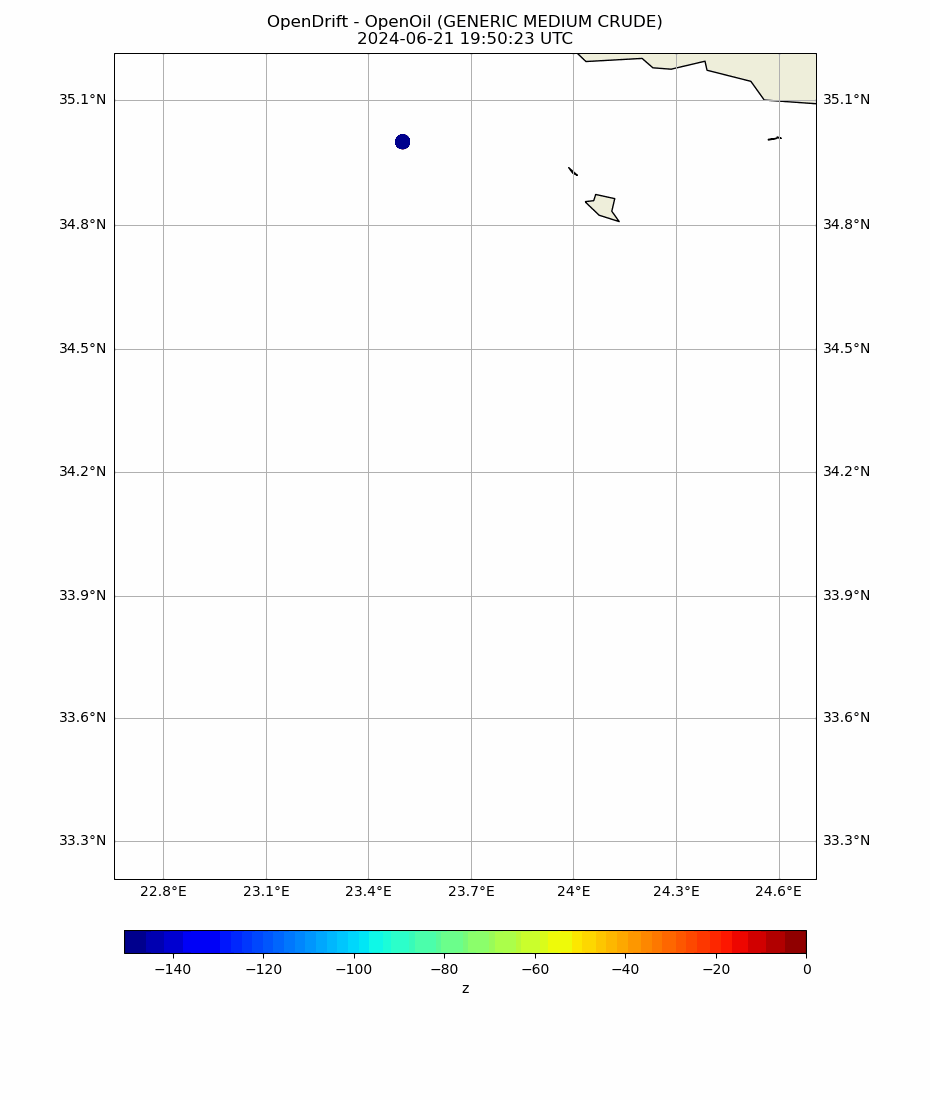 OpenDrift - OpenOil (GENERIC MEDIUM CRUDE)
2024-06-21 19:50:23 UTC
35.1°N 35.1°N
34.8°N 34.8°N
34.5°N 34.5°N
34.2°N 34.2°N
33.9°N 33.9°N
33.6°N 33.6°N
33.3°N 33.3°N
22.8°E 23.1°E 23.4°E 23.7°E 24°E 24.3°E 24.6°E
−140 −120 −100 −80 −60 −40 −20 0
z